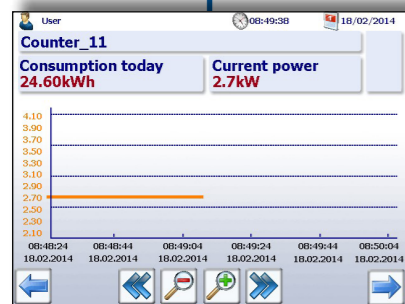 User 08:49:38 18/02/2014
Counter_11
Consumption today Current power
24.60kWh 2.7kW
4.10
3.90
3.70
3.50
3.30
3.10
2.90
2.70
2.50
2.30
2.10
08:48:24 08:48:44 08:49:04 08:49:24 08:49:44 08:50:04
18.02.2014 18.02.2014 18.02.2014 18.02.2014 18.02.2014 18.02.2014